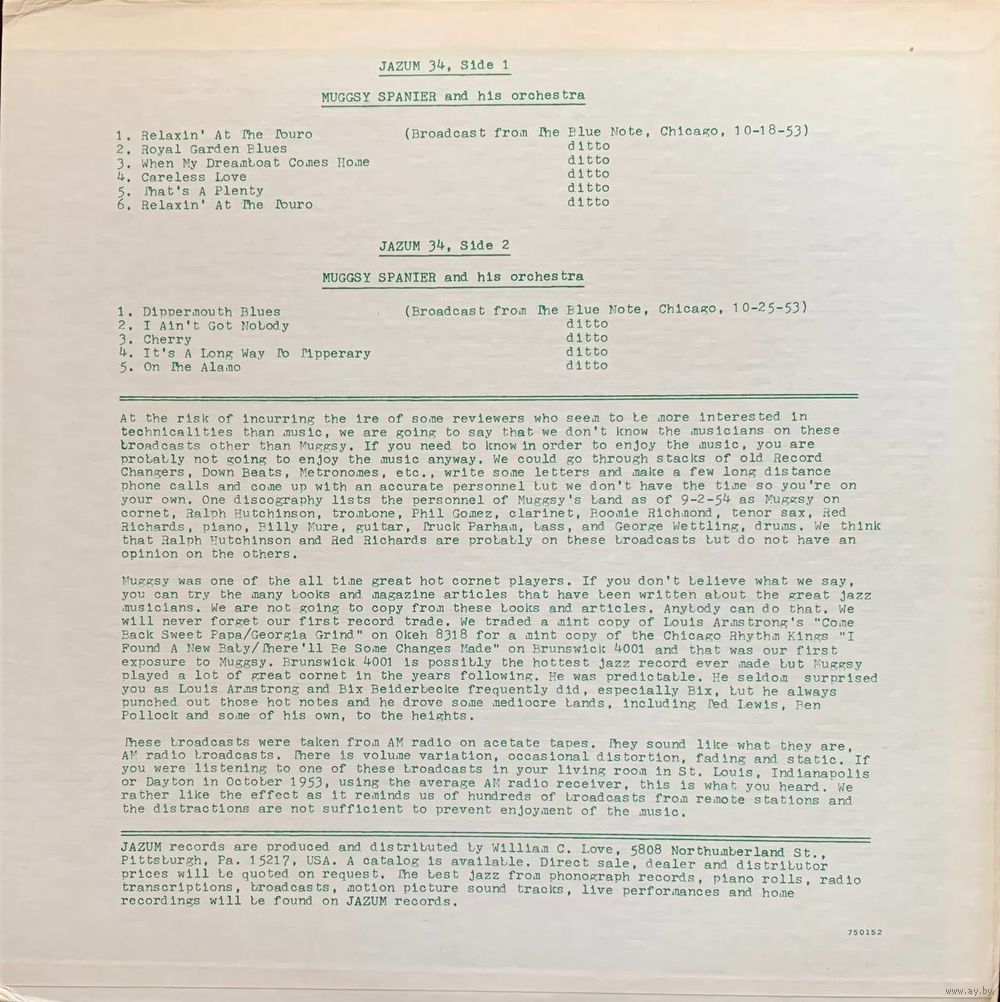 JAZUM 34, Side 1
MUGGSY SPANIER and his orchestra
1. Relaxin' At The Touro (Broadcast from The Blue Note, Chicago, 10-18-53)
2. Royal Garden Blues ditto
3. When My Dreamboat Comes Home ditto
4. Careless Love ditto
5. That's A Plenty ditto
6. Relaxin' At The Touro ditto
JAZUM 34, Side 2
MUGGSY SPANIER and his orchestra
1. Dippermouth Blues (Broadcast from The Blue Note, Chicago, 10-25-53)
2. I Ain't Got Nobody ditto
3. Cherry ditto
4. It's A Long Way To Tipperary ditto
5. On The Alamo ditto
At the risk of incurring the ire of some reviewers who seem to be more interested in
technicalities than music, we are going to say that we don't know the musicians on these
broadcasts other than Muggsy. If you need to know in order to enjoy the music, you are
probably not going to enjoy the music anyway. We could go through stacks of old Record
Changers, Down Beats, Metronomes, etc., write some letters and make a few long distance
phone calls and come up with an accurate personnel but we don't have the time so you're on
your own. One discography lists the personnel of Muggsy's band as of 9-2-54 as Muggsy on
cornet, Ralph Hutchinson, trombone, Phil Gomez, clarinet, Boomie Richmond, tenor sax, Red
Richards, piano, Billy Mure, guitar, Truck Parham, bass, and George Wettling, drums. We think
that Ralph Hutchinson and Red Richards are probably on these broadcasts but do not have an
opinion on the others.
Muggsy was one of the all time great hot cornet players. If you don't believe what we say,
you can try the many books and magazine articles that have been written about the great jazz
musicians. We are not going to copy from these books and articles. Anybody can do that. We
will never forget our first record trade. We traded a mint copy of Louis Armstrong's "Come
Back Sweet Papa/Georgia Grind" on Okeh 8318 for a mint copy of the Chicago Rhythm Kings "I
Found A New Baby/There'll Be Some Changes Made" on Brunswick 4001 and that was our first
exposure to Muggsy. Brunswick 4001 is possibly the hottest jazz record ever made but Muggsy
played a lot of great cornet in the years following. He was predictable. He seldom surprised
you as Louis Armstrong and Bix Beiderbecke frequently did, especially Bix, but he always
punched out those hot notes and he drove some mediocre bands, including Ted Lewis, Ben
Pollock and some of his own, to the heights.
These broadcasts were taken from AM radio on acetate tapes. They sound like what they are,
AM radio broadcasts. There is volume variation, occasional distortion, fading and static. If
you were listening to one of these broadcasts in your living room in St. Louis, Indianapolis
or Dayton in October 1953, using the average AM radio receiver, this is what you heard. We
rather like the effect as it reminds us of hundreds of broadcasts from remote stations and
the distractions are not sufficient to prevent enjoyment of the music.
JAZUM records are produced and distributed by William C. Love, 5808 Northumberland St.,
Pittsburgh, Pa. 15217, USA. A catalog is available. Direct sale, dealer and distributor
prices will be quoted on request. The best jazz from phonograph records, piano rolls, radio
transcriptions, broadcasts, motion picture sound tracks, live performances and home
recordings will be found on JAZUM records.
750152
www.ay.by